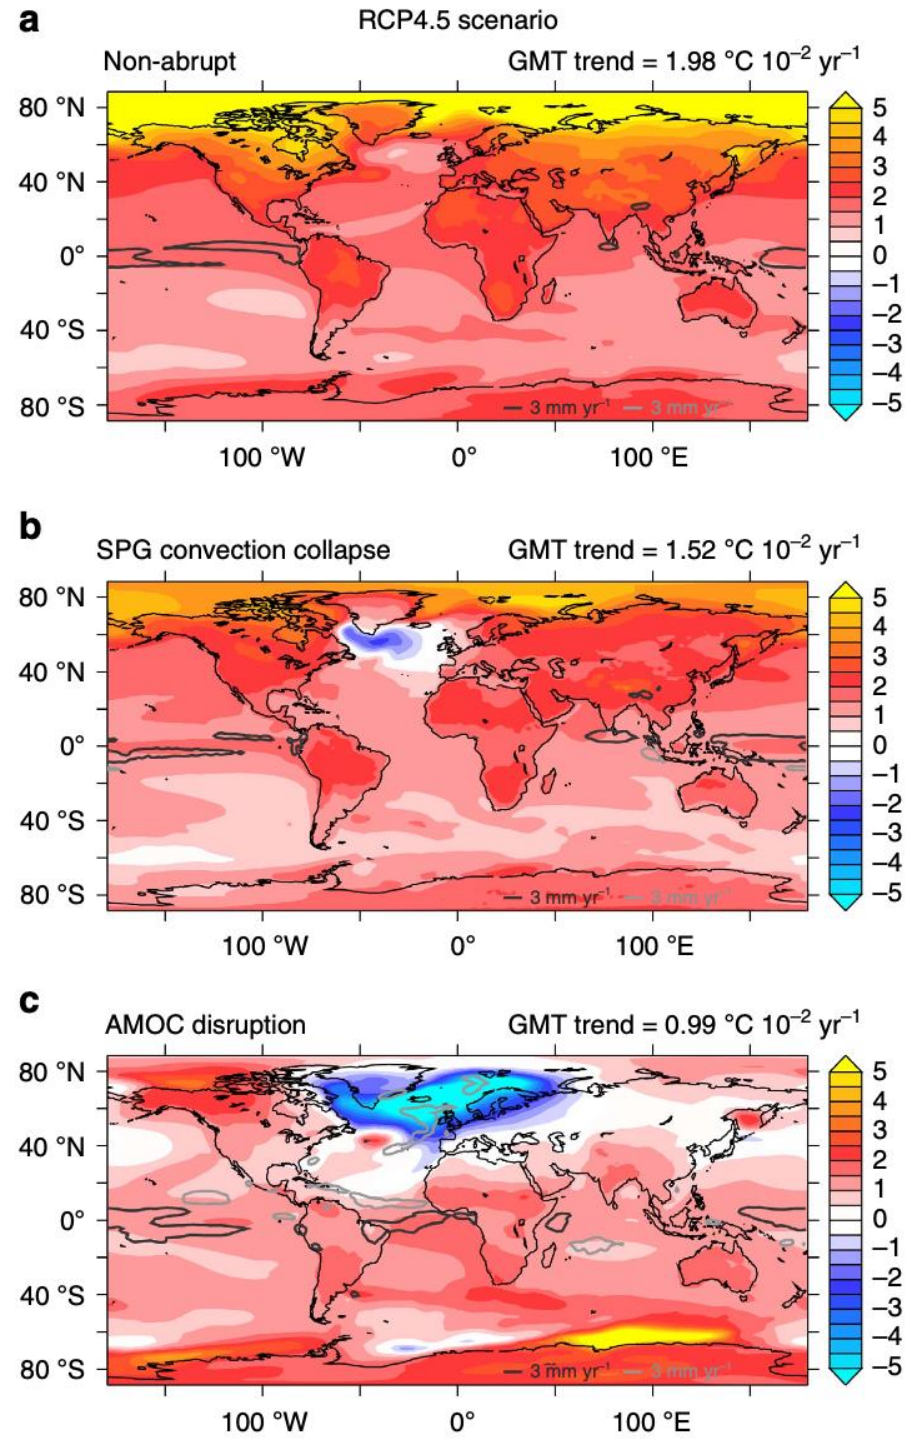 a
RCP4.5 scenario
Non-abrupt GMT trend = 1.98 °C 10⁻² yr⁻¹
80 °N
40 °N
0°
40 °S
80 °S
5
4
3
2
1
0
−1
−2
−3
−4
−5
3 mm yr⁻¹ 3 mm yr⁻¹
100 °W 0° 100 °E
b
SPG convection collapse GMT trend = 1.52 °C 10⁻² yr⁻¹
80 °N
40 °N
0°
40 °S
80 °S
5
4
3
2
1
0
−1
−2
−3
−4
−5
3 mm yr⁻¹ 3 mm yr⁻¹
100 °W 0° 100 °E
c
AMOC disruption GMT trend = 0.99 °C 10⁻² yr⁻¹
80 °N
40 °N
0°
40 °S
80 °S
5
4
3
2
1
0
−1
−2
−3
−4
−5
3 mm yr⁻¹ 3 mm yr⁻¹
100 °W 0° 100 °E